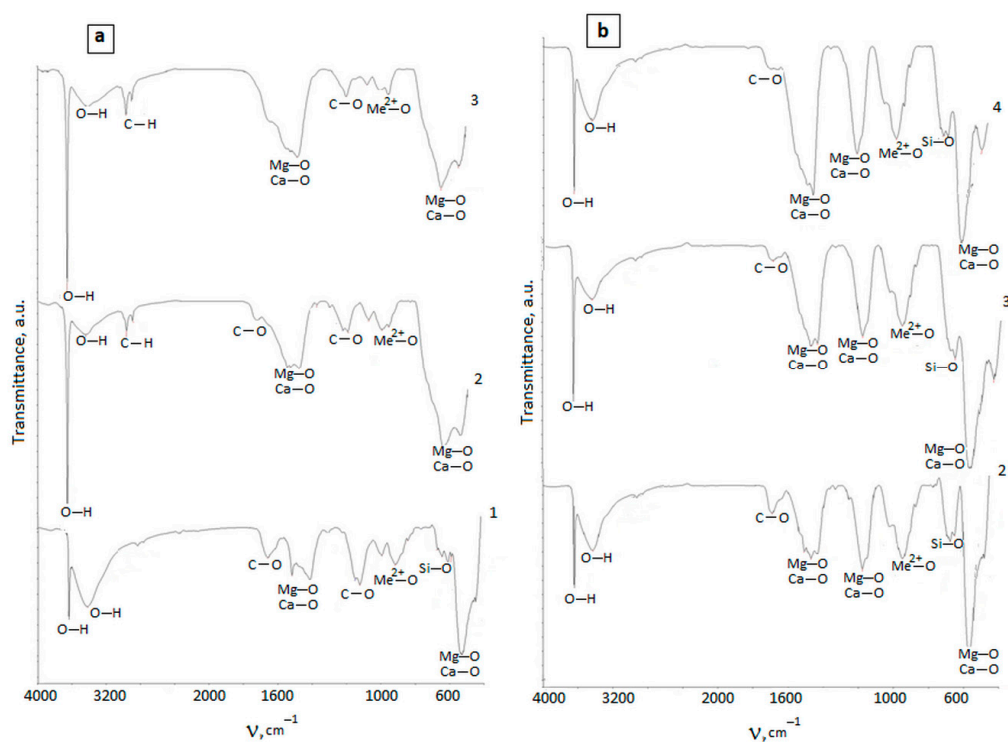 a
3
O—H
C—H
C—O
Me2+—O
Mg—O
Ca—O
Mg—O
Ca—O
O—H
O—H
C—H
C—O
C—O
Me2+—O
2
Mg—O
Ca—O
Mg—O
Ca—O
O—H
1
C—O
Si—O
Me2+—O
Mg—O
Ca—O
C—O
O—H
O—H
Mg—O
Ca—O
Transmittance, a.u.
4000 3200 2000 1600 1000 600
ν, cm−1
b
C—O
4
O—H
Si—O
Me2+—O
Mg—O
Ca—O
O—H
Mg—O
Ca—O
Mg—O
Ca—O
C—O
3
O—H
Me2+—O
Mg—O
Ca—O
Mg—O
Ca—O
Si—O
O—H
Mg—O
Ca—O
2
C—O
Si—O
O—H
Me2+—O
Mg—O
Ca—O
Mg—O
Ca—O
O—H
Mg—O
Ca—O
Transmittance, a.u.
4000 3200 2000 1600 1000 600
ν, cm−1